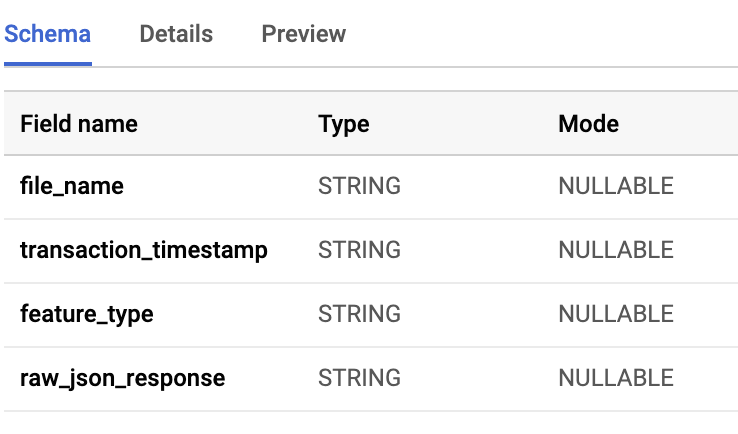 Schema Details Preview
Field name Type Mode
file_name STRING NULLABLE
transaction_timestamp STRING NULLABLE
feature_type STRING NULLABLE
raw_json_response STRING NULLABLE